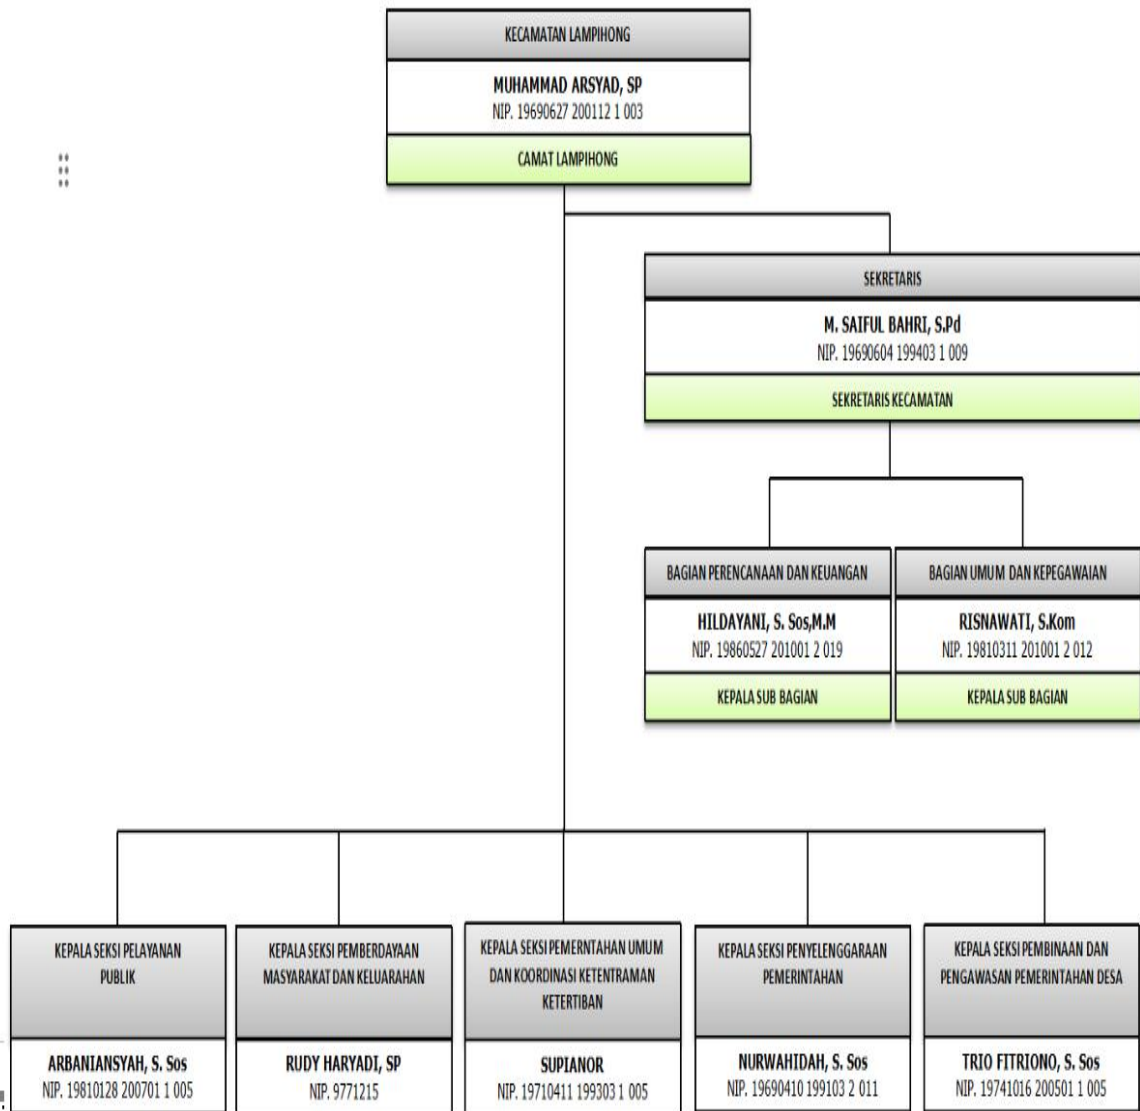 KECAMATAN LAMPIHONG
MUHAMMAD ARSYAD, SP
NIP. 19690627 200112 1 003
CAMAT LAMPIHONG
SEKRETARIS
M. SAIFUL BAHRI, S.Pd
NIP. 19690604 199403 1 009
SEKRETARIS KECAMATAN
BAGIAN PERENCANAAN DAN KEUANGAN
HILDAYANI, S. Sos,M.M
NIP. 19860527 201001 2 019
KEPALA SUB BAGIAN
BAGIAN UMUM DAN KEPEGAWAIAN
RISNAWATI, S.Kom
NIP. 19810311 201001 2 012
KEPALA SUB BAGIAN
KEPALA SEKSI PELAYANAN
PUBLIK
ARBANIANSYAH, S. Sos
NIP. 19810128 200701 1 005
KEPALA SEKSI PEMBERDAYAAN
MASYARAKAT DAN KELUARAHAN
RUDY HARYADI, SP
NIP. 9771215
KEPALA SEKSI PEMERNTAHAN UMUM
DAN KOORDINASI KETENTRAMAN
KETERTIBAN
SUPIANOR
NIP. 19710411 199303 1 005
KEPALA SEKSI PENYELENGGARAAN
PEMERINTAHAN
NURWAHIDAH, S. Sos
NIP. 19690410 199103 2 011
KEPALA SEKSI PEMBINAAN DAN
PENGAWASAN PEMERINTAHAN DESA
TRIO FITRIONO, S. Sos
NIP. 19741016 200501 1 005